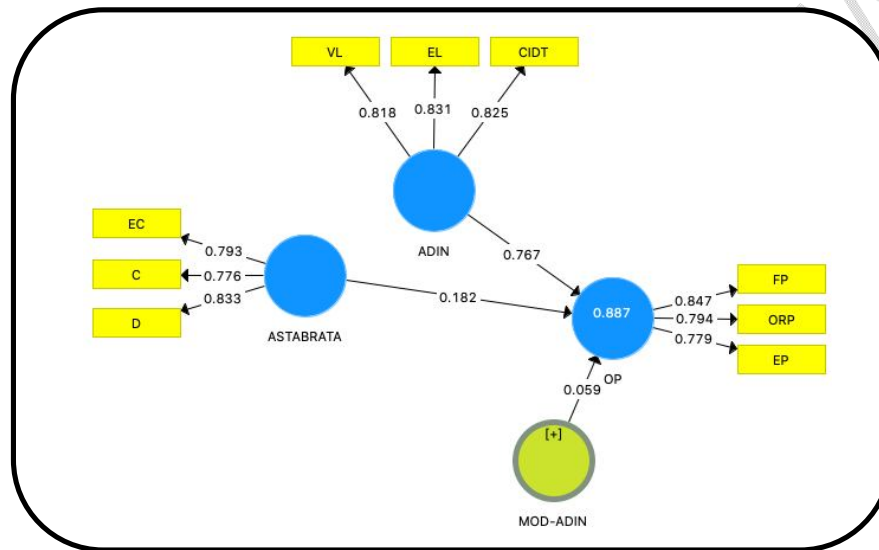 VL EL CIDT
0.818 0.831 0.825
ADIN
EC
C
D
0.793
0.776
0.833
ASTABRATA
0.767
0.182
0.887
OP
0.847
0.794
0.779
FP
ORP
EP
0.059
[+]
MOD-ADIN